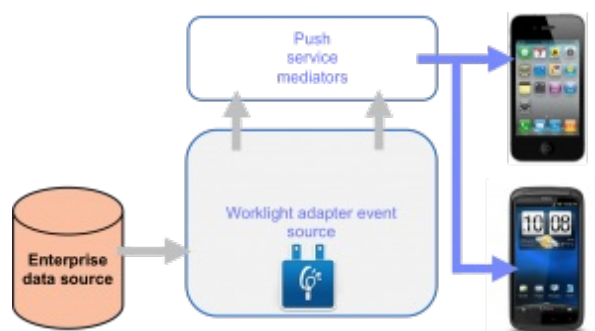 Push
service
mediators
Worklight adapter event
source
Enterprise
data source
10 08